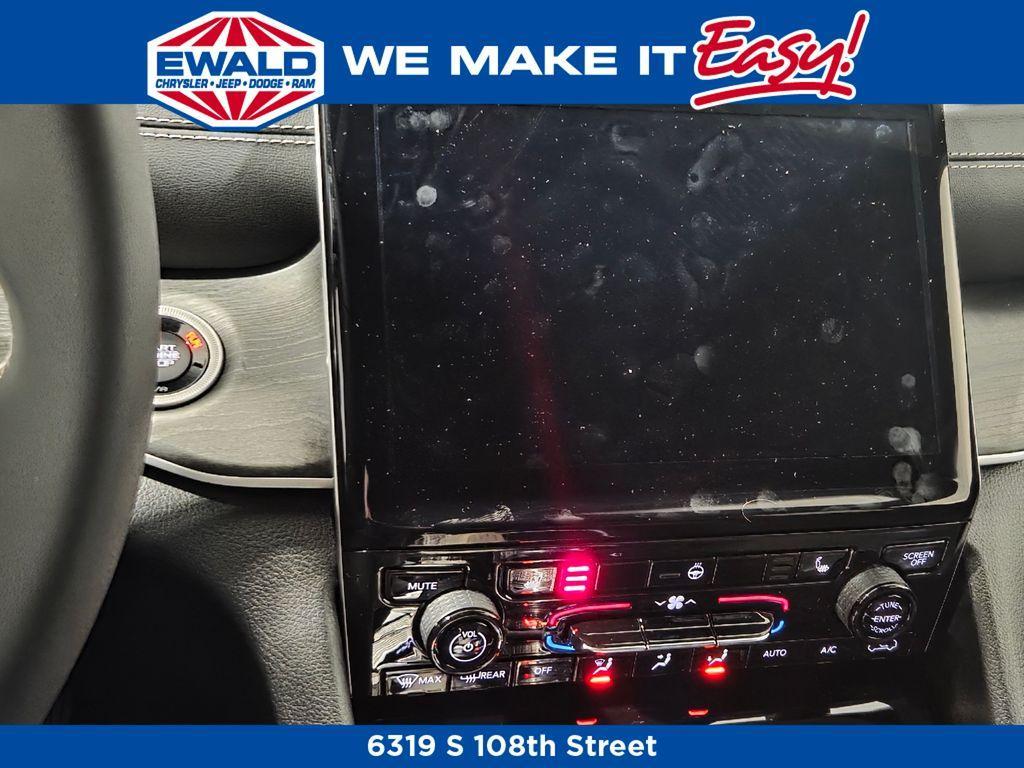 EWALD
CHRYSLER • JEEP • DODGE • RAM
WE MAKE IT Easy!
RUN
MUTE
SCREEN
OFF
VOL
TUNE
ENTER
SCROLL
MAX
REAR
OFF
AUTO
A/C
6319 S 108th Street